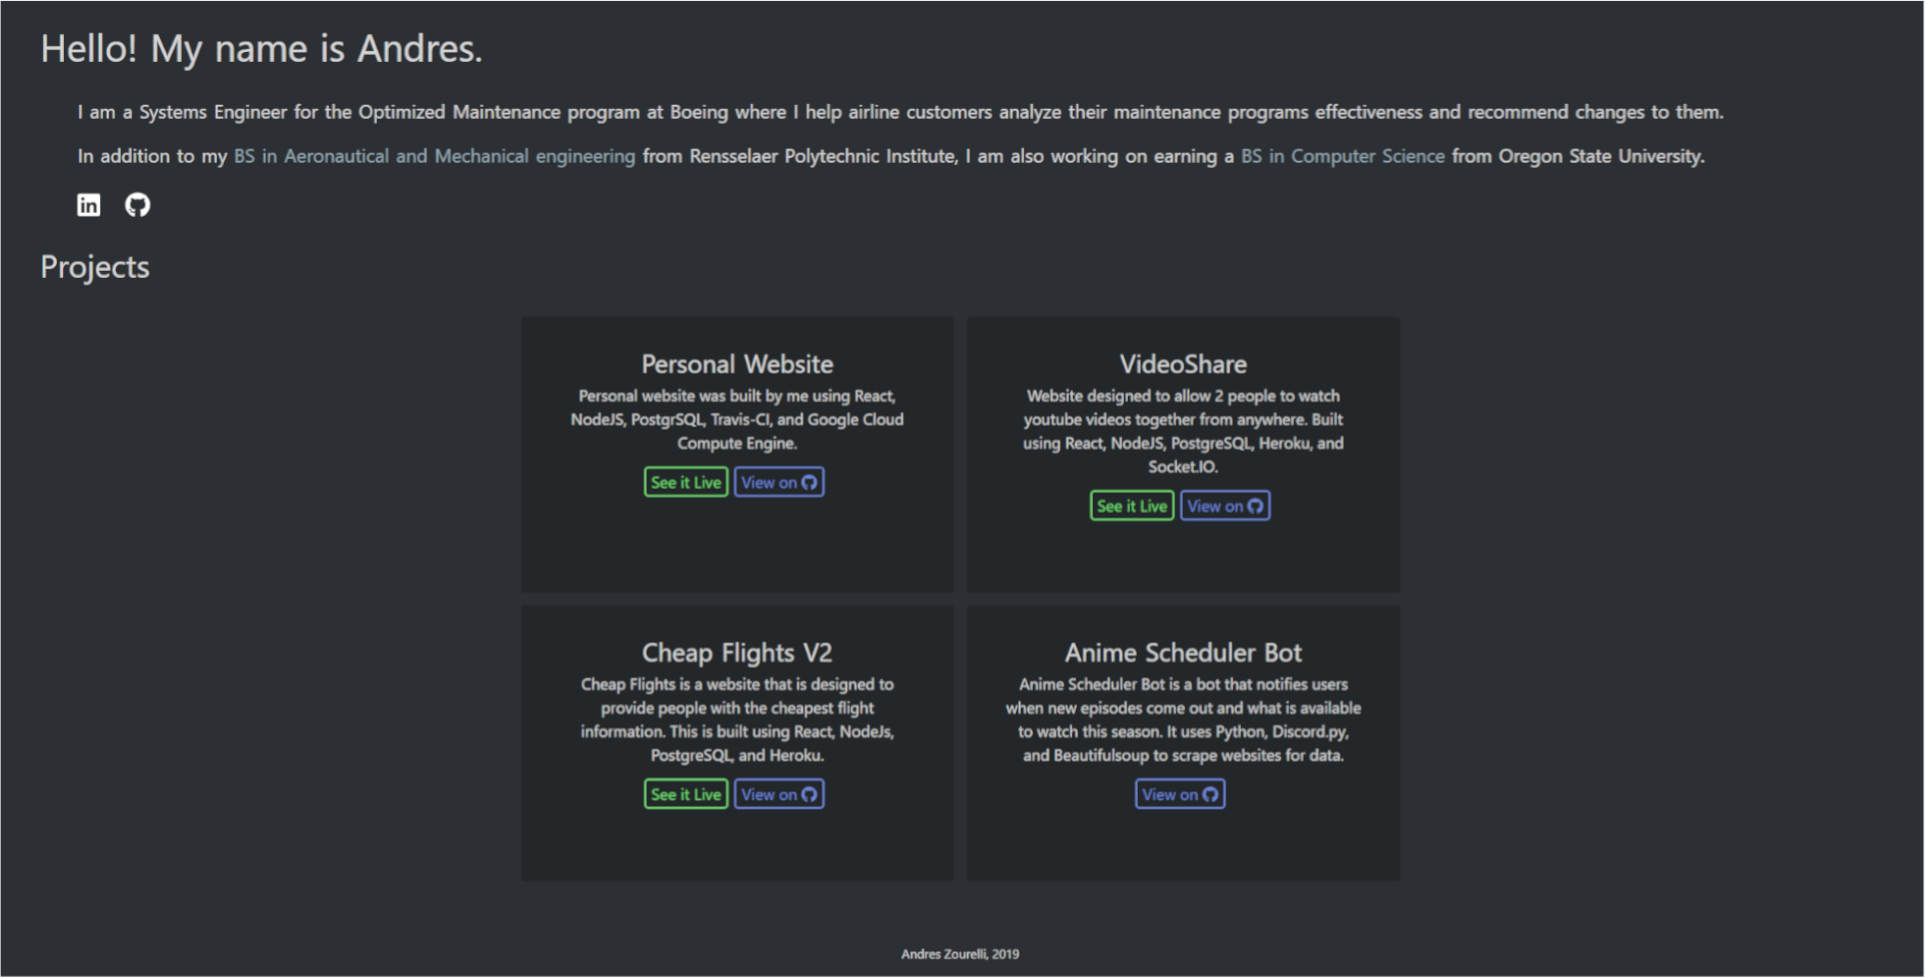 Hello! My name is Andres.
I am a Systems Engineer for the Optimized Maintenance program at Boeing where I help airline customers analyze their maintenance programs effectiveness and recommend changes to them.
In addition to my BS in Aeronautical and Mechanical engineering from Rensselaer Polytechnic Institute, I am also working on earning a BS in Computer Science from Oregon State University.
in
Projects
Personal Website
Personal website was built by me using React,
NodeJS, PostgrSQL, Travis-CI, and Google Cloud
Compute Engine.
See it Live View on
VideoShare
Website designed to allow 2 people to watch
youtube videos together from anywhere. Built
using React, NodeJS, PostgreSQL, Heroku, and
Socket.IO.
See it Live View on
Cheap Flights V2
Cheap Flights is a website that is designed to
provide people with the cheapest flight
information. This is built using React, NodeJs,
PostgreSQL, and Heroku.
See it Live View on
Anime Scheduler Bot
Anime Scheduler Bot is a bot that notifies users
when new episodes come out and what is available
to watch this season. It uses Python, Discord.py,
and Beautifulsoup to scrape websites for data.
View on
Andres Zourelli, 2019